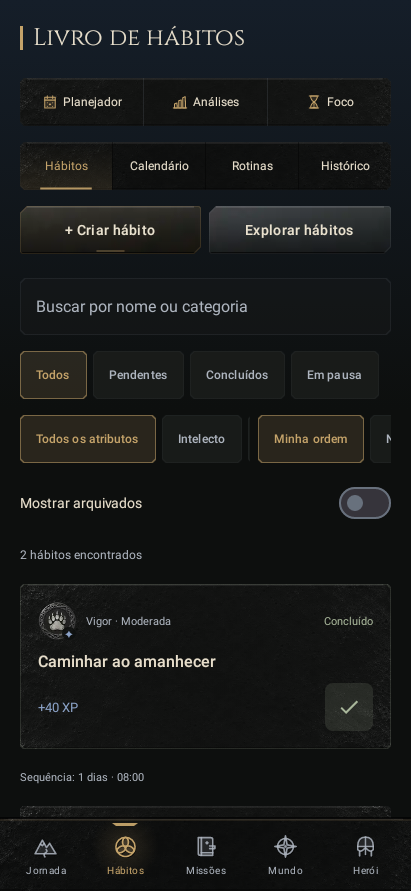 Livro de hábitos
Planejador Análises Foco
Hábitos Calendário Rotinas Histórico
+ Criar hábito Explorar hábitos
Buscar por nome ou categoria
Todos Pendentes Concluídos Em pausa
Todos os atributos Intelecto Minha ordem
Mostrar arquivados
2 hábitos encontrados
Vigor · Moderada Concluído
Caminhar ao amanhecer
+40 XP
Sequência: 1 dias · 08:00
Jornada Hábitos Missões Mundo Herói